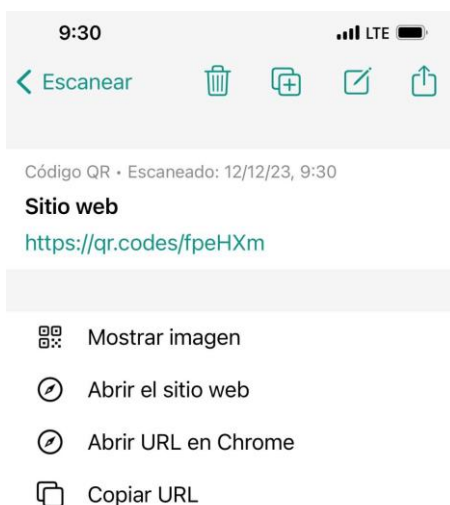 9:30 LTE
Escanear
Código QR • Escaneado: 12/12/23, 9:30
Sitio web
https://qr.codes/fpeHXm
Mostrar imagen
Abrir el sitio web
Abrir URL en Chrome
Copiar URL